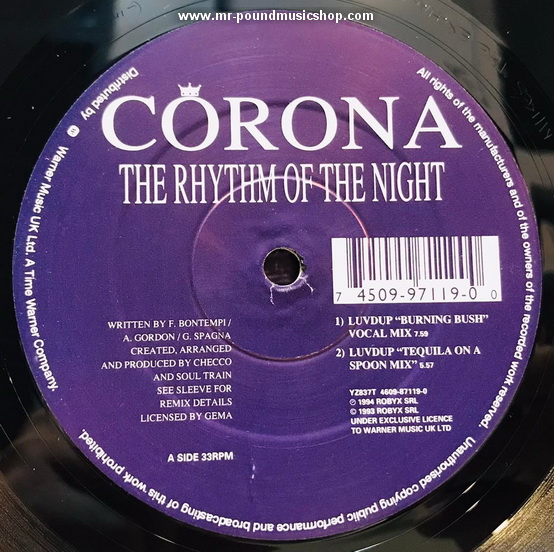 www.mr-poundmusicshop.com
CORONA
THE RHYTHM OF THE NIGHT
7 4509-97119-0 0
1) LUVDUP "BURNING BUSH"
VOCAL MIX 7.59
2) LUVDUP "TEQUILA ON A
SPOON MIX" 5.57
WRITTEN BY F. BONTEMPI /
A. GORDON / G. SPAGNA
CREATED, ARRANGED
AND PRODUCED BY CHECCO
AND SOUL TRAIN
SEE SLEEVE FOR
REMIX DETAILS
LICENSED BY GEMA
YZ837T 4609-87119-0
℗ 1994 ROBYX SRL
© 1993 ROBYX SRL
UNDER EXCLUSIVE LICENCE
TO WARNER MUSIC UK LTD
A SIDE 33RPM
All rights of the manufacturers and of the owners of the recorded work reserved. Unauthorised copying public performance and broadcasting of this work prohibited.
Distributed by Warner Music UK Ltd. A Time Warner Company.